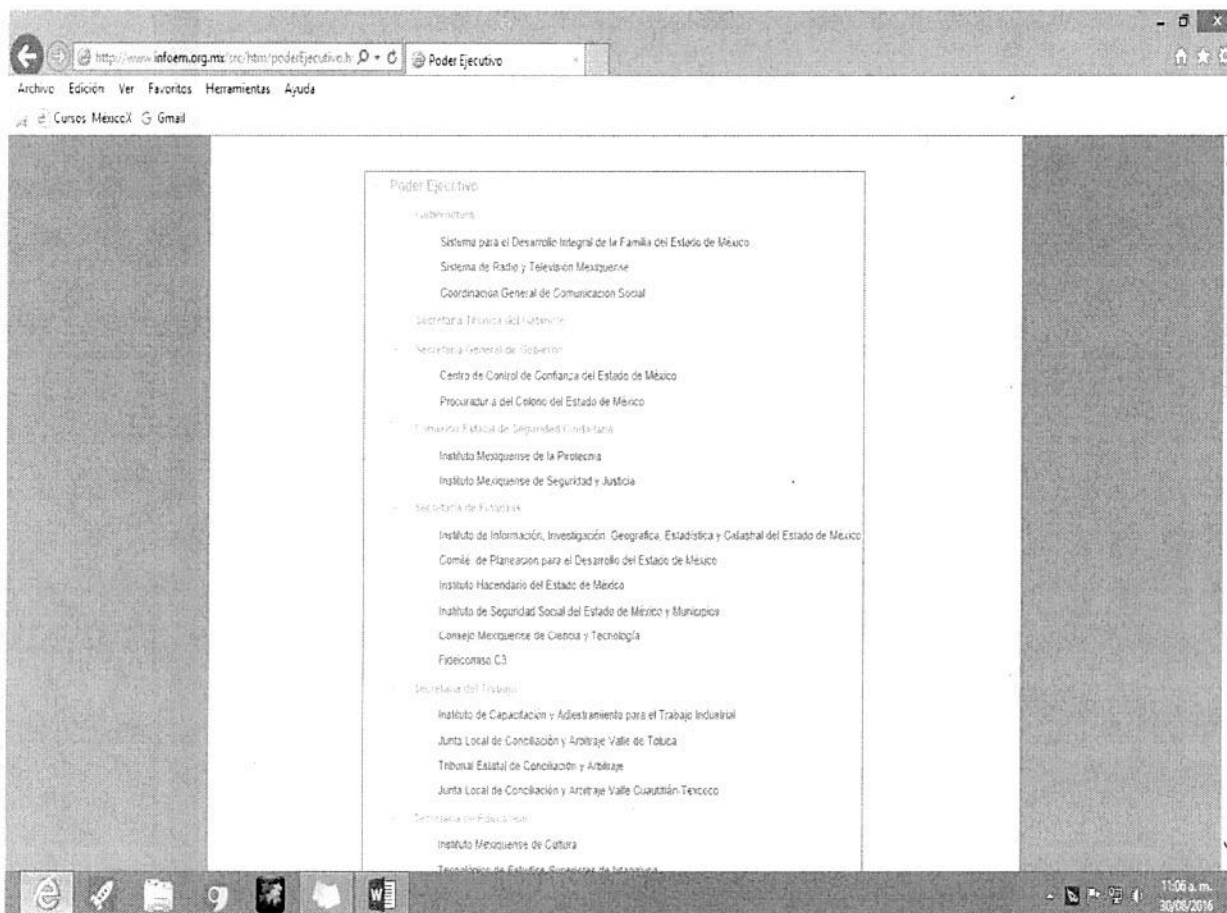 http://www.infoem.org.mx/src/htm/poderEjecutivo.h
Poder Ejecutivo
Archivo Edición Ver Favoritos Herramientas Ayuda
Cursos MéxicoX Gmail
Poder Ejecutivo
Gubernatura
Sistema para el Desarrollo Integral de la Familia del Estado de México
Sistema de Radio y Televisión Mexiquense
Coordinación General de Comunicación Social
Secretaría Técnica del Gabinete
Secretaría General de Gobierno
Centro de Control de Confianza del Estado de México
Procuraduría del Colono del Estado de México
Comisión Estatal de Seguridad Ciudadana
Instituto Mexiquense de la Pirotecnia
Instituto Mexiquense de Seguridad y Justicia
Secretaría de Finanzas
Instituto de Información, Investigación Geografica, Estadística y Catastral del Estado de México
Comité de Planeación para el Desarrollo del Estado de México
Instituto Hacendario del Estado de México
Instituto de Seguridad Social del Estado de México y Municipios
Consejo Mexiquense de Ciencia y Tecnología
Fideicomiso C3
Secretaría del Trabajo
Instituto de Capacitación y Adiestramiento para el Trabajo Industrial
Junta Local de Conciliación y Arbitraje Valle de Toluca
Tribunal Estatal de Conciliación y Arbitraje
Junta Local de Conciliación y Arbitraje Valle Cuautitlán-Texcoco
Secretaría de Educación
Instituto Mexiquense de Cultura
Tecnológico de Estudios Superiores de
11:06 a. m.
30/08/2016